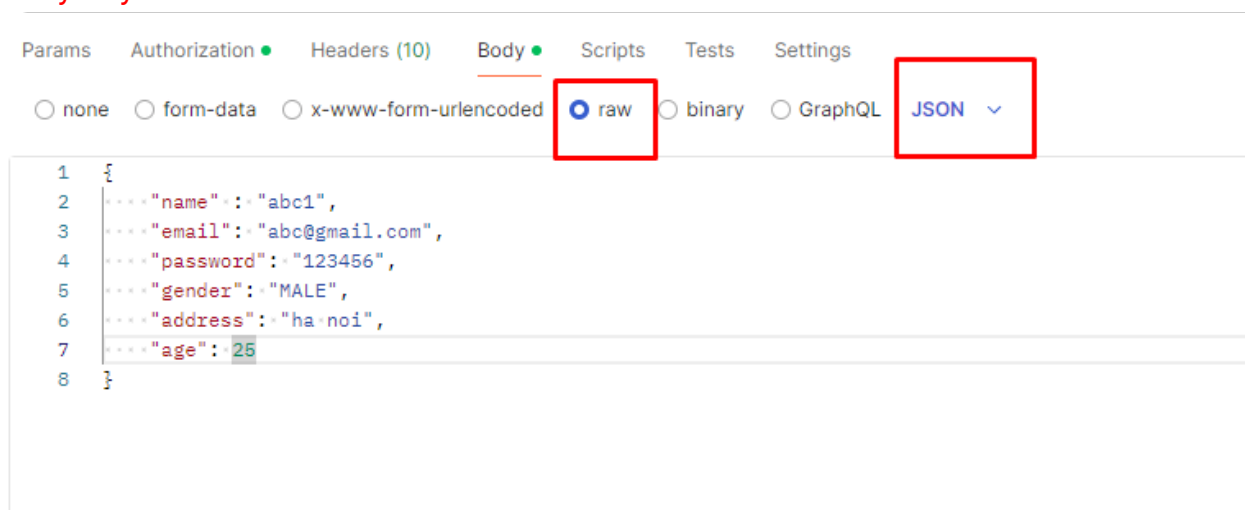 Params Authorization Headers (10) Body Scripts Tests Settings
none form-data x-www-form-urlencoded raw binary GraphQL JSON
1 {
2 "name" : "abc1",
3 "email": "abc@gmail.com",
4 "password": "123456",
5 "gender": "MALE",
6 "address": "ha noi",
7 "age": 25
8 }